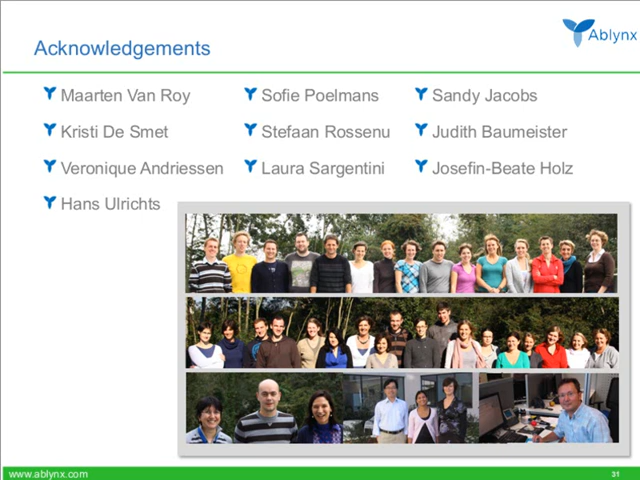 Ablynx
Acknowledgements
Maarten Van Roy
Sofie Poelmans
Sandy Jacobs
Kristi De Smet
Stefaan Rossenu
Judith Baumeister
Veronique Andriessen
Laura Sargentini
Josefin-Beate Holz
Hans Ulrichts
www.ablynx.com
31